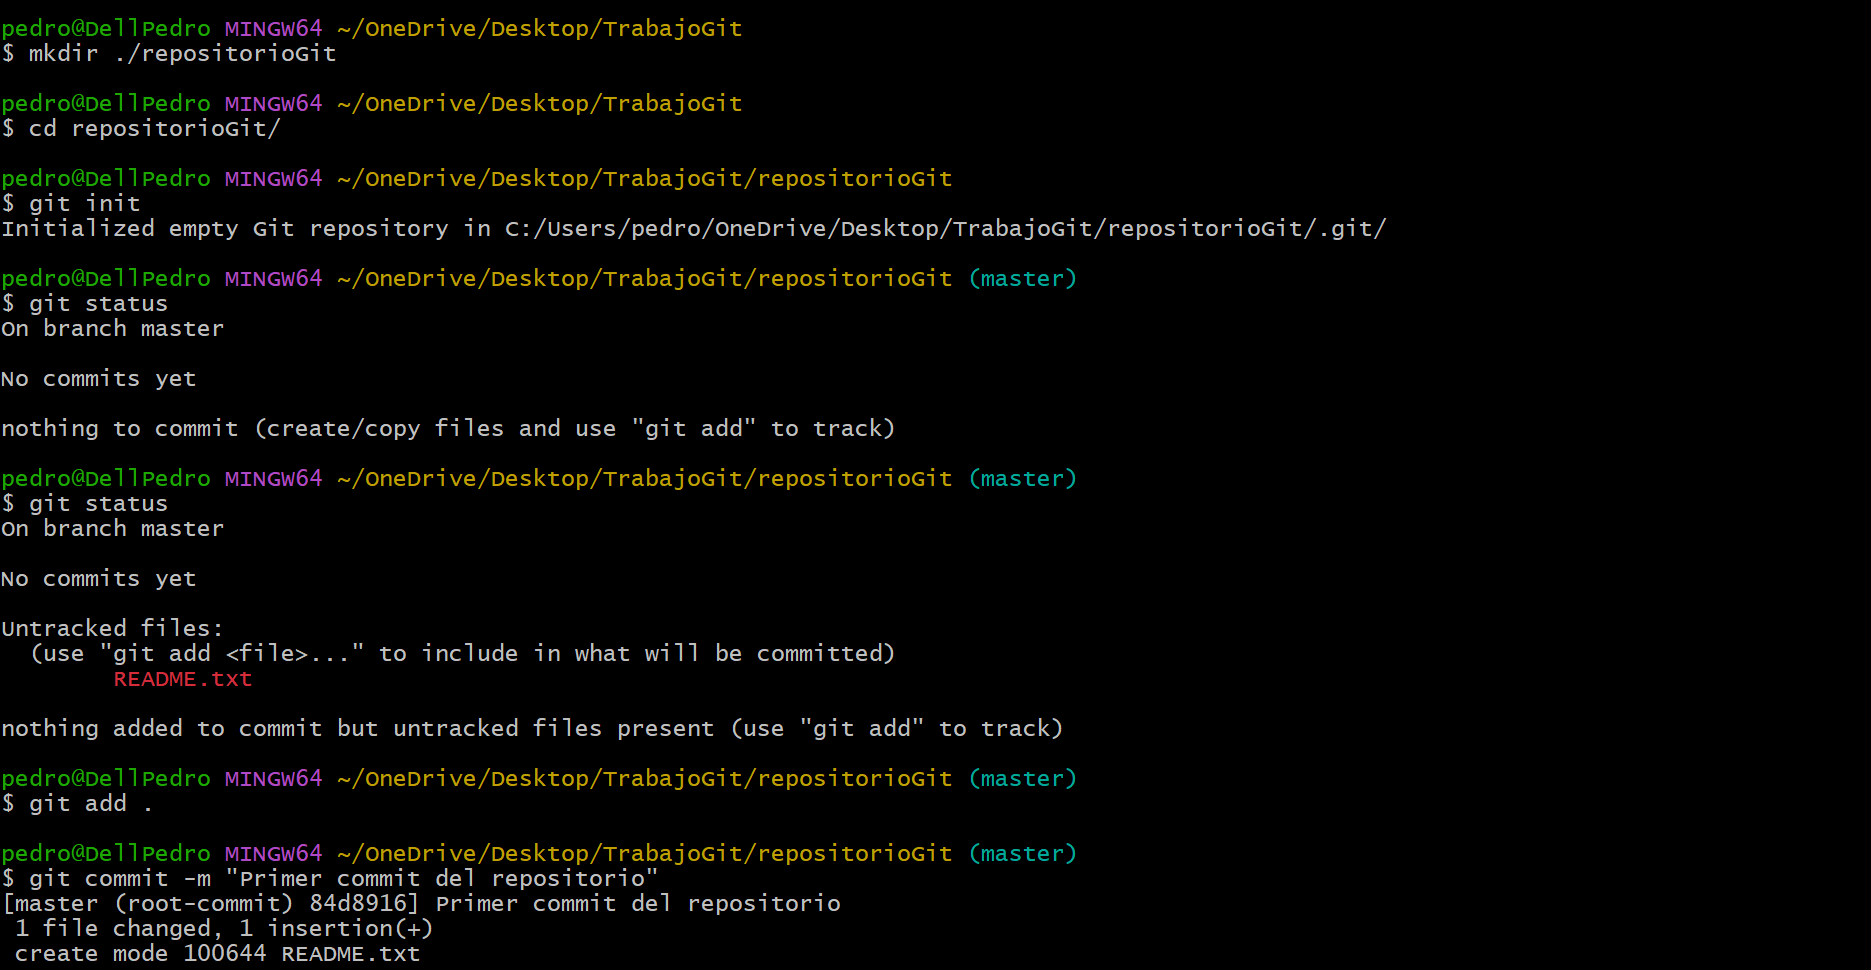 pedro@DellPedro MINGW64 ~/OneDrive/Desktop/TrabajoGit
$ mkdir ./repositorioGit
pedro@DellPedro MINGW64 ~/OneDrive/Desktop/TrabajoGit
$ cd repositorioGit/
pedro@DellPedro MINGW64 ~/OneDrive/Desktop/TrabajoGit/repositorioGit
$ git init
Initialized empty Git repository in C:/Users/pedro/OneDrive/Desktop/TrabajoGit/repositorioGit/.git/
pedro@DellPedro MINGW64 ~/OneDrive/Desktop/TrabajoGit/repositorioGit (master)
$ git status
On branch master
No commits yet
nothing to commit (create/copy files and use "git add" to track)
pedro@DellPedro MINGW64 ~/OneDrive/Desktop/TrabajoGit/repositorioGit (master)
$ git status
On branch master
No commits yet
Untracked files:
  (use "git add <file>..." to include in what will be committed)
        README.txt
nothing added to commit but untracked files present (use "git add" to track)
pedro@DellPedro MINGW64 ~/OneDrive/Desktop/TrabajoGit/repositorioGit (master)
$ git add .
pedro@DellPedro MINGW64 ~/OneDrive/Desktop/TrabajoGit/repositorioGit (master)
$ git commit -m "Primer commit del repositorio"
[master (root-commit) 84d8916] Primer commit del repositorio
 1 file changed, 1 insertion(+)
 create mode 100644 README.txt